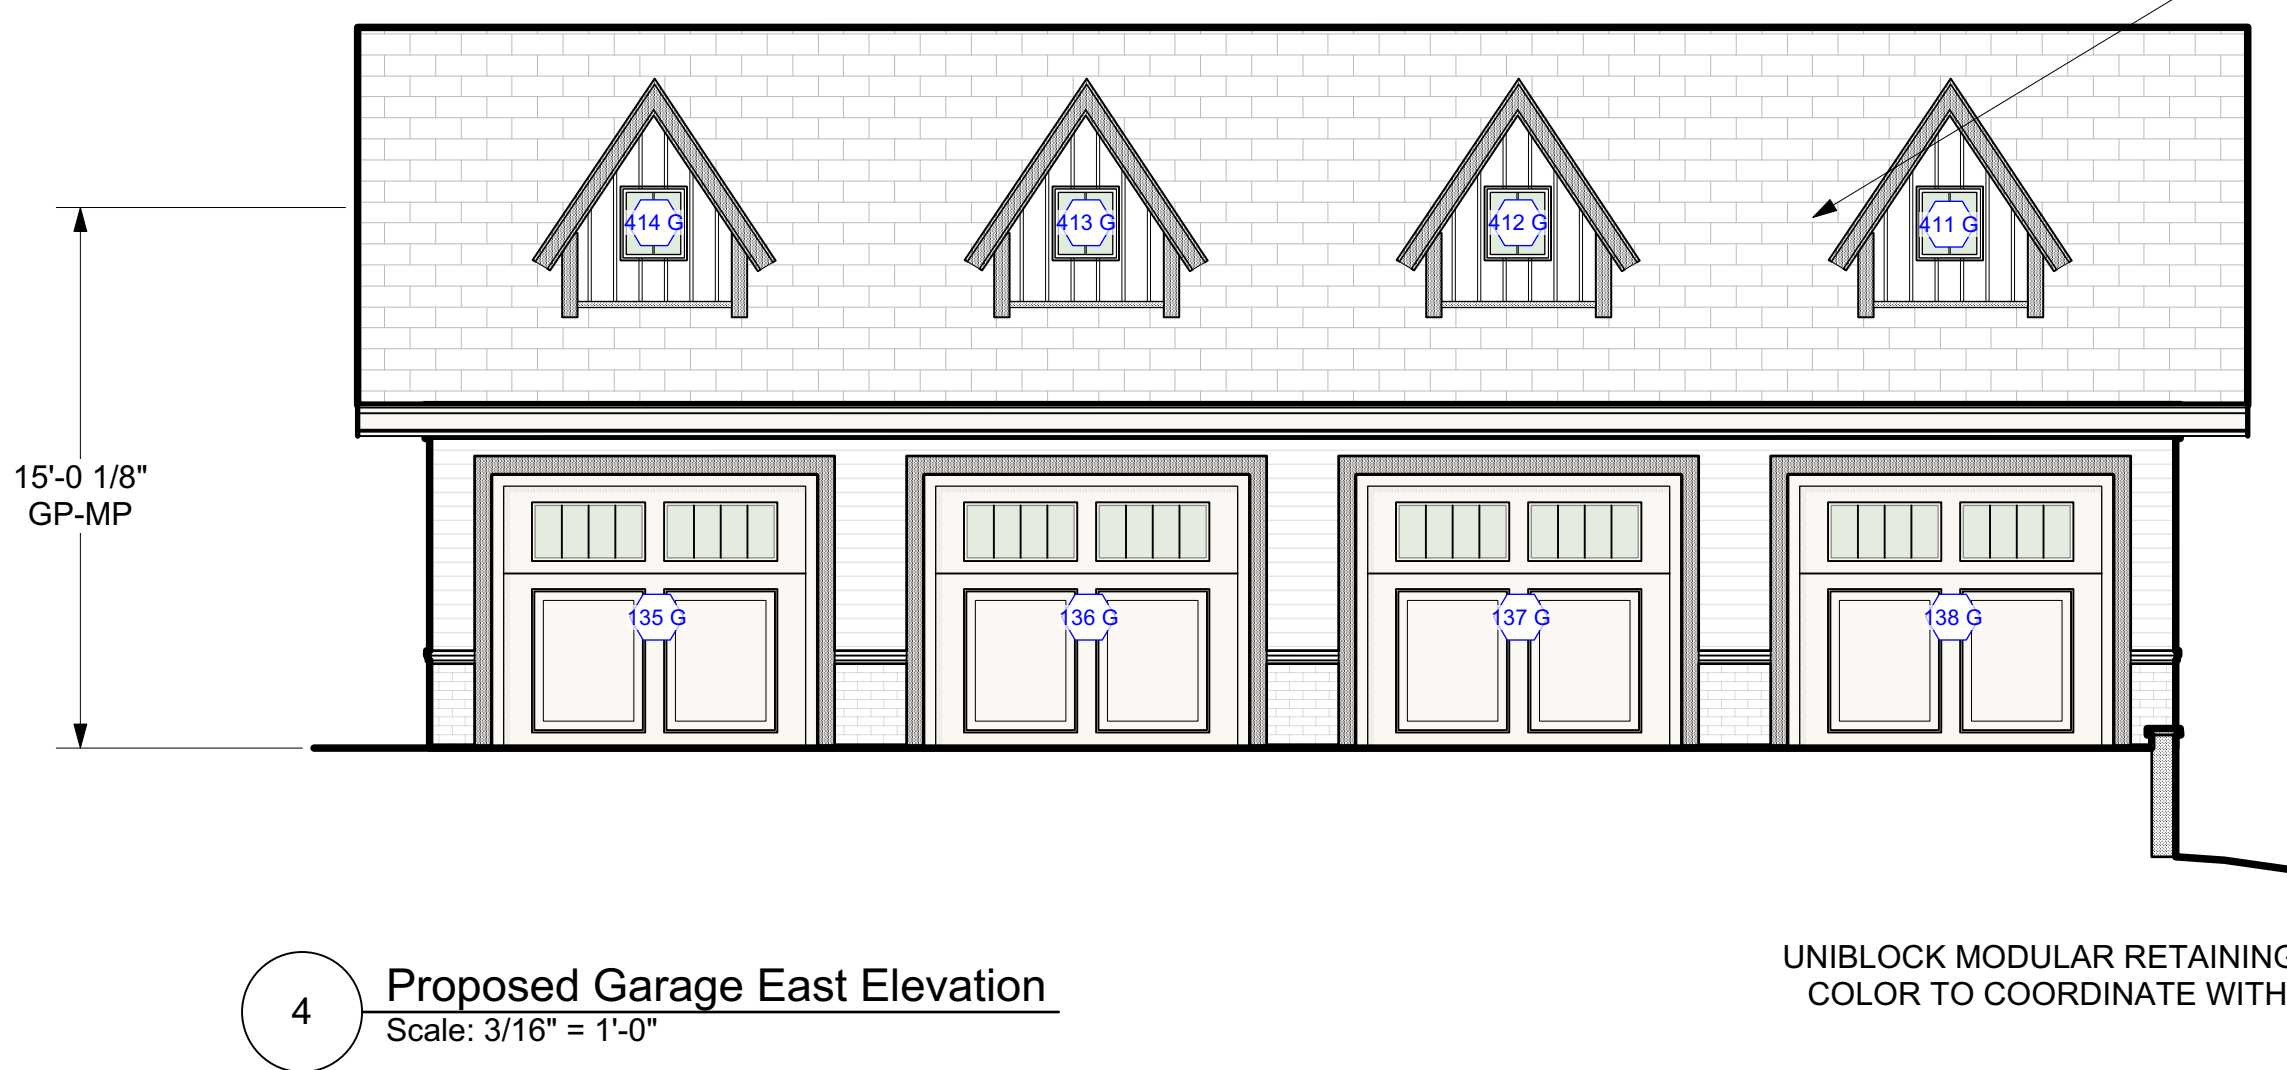 414 G
413 G
412 G
411 G
15'-0 1/8"
GP-MP
135 G
136 G
137 G
138 G
UNIBLOCK MODULAR RETAINING
COLOR TO COORDINATE WITH
4
Proposed Garage East Elevation
Scale: 3/16" = 1'-0"